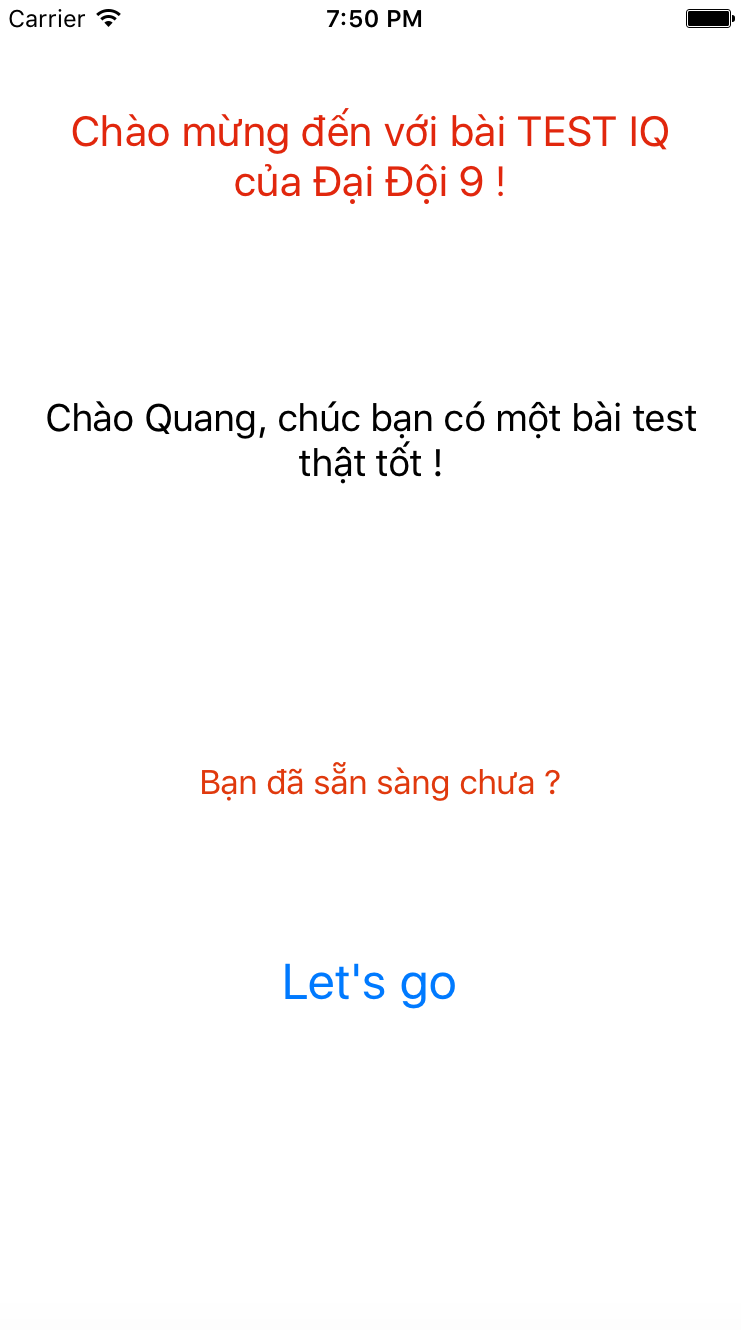 Carrier 7:50 PM
Chào mừng đến với bài TEST IQ
của Đại Đội 9 !
Chào Quang, chúc bạn có một bài test
thật tốt !
Bạn đã sẵn sàng chưa ?
Let's go